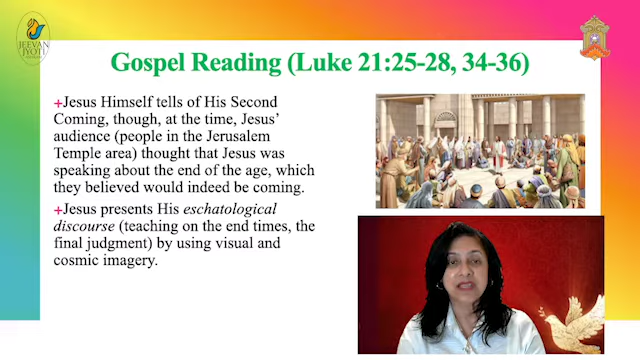 JEEVAN
JYOTI
Gospel Reading (Luke 21:25-28, 34-36)
+Jesus Himself tells of His Second
Coming, though, at the time, Jesus’
audience (people in the Jerusalem
Temple area) thought that Jesus was
speaking about the end of the age, which
they believed would indeed be coming.
+Jesus presents His eschatological
discourse (teaching on the end times, the
final judgment) by using visual and
cosmic imagery.